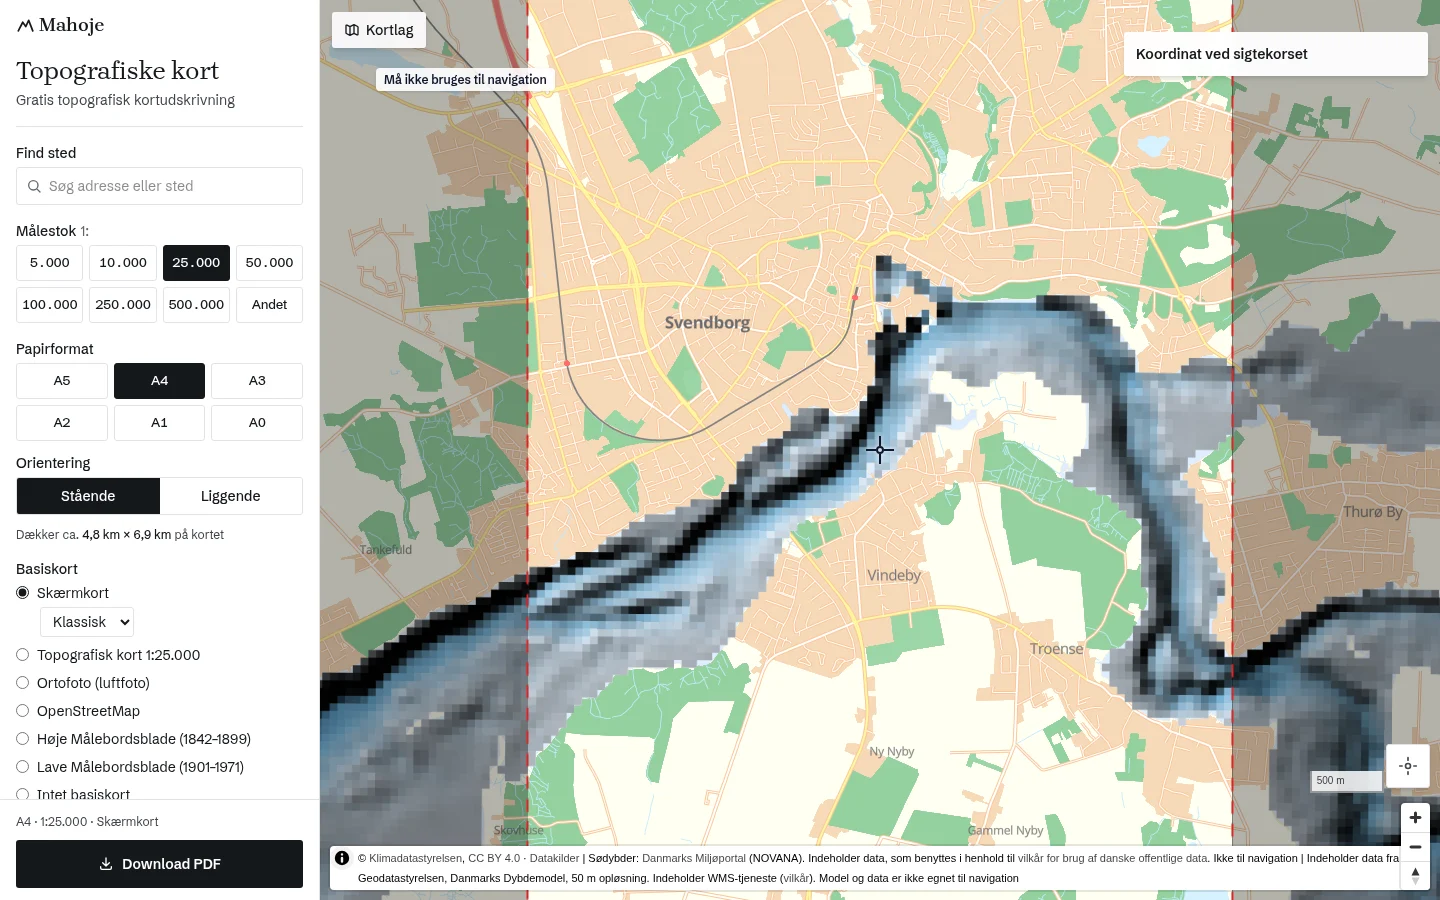 Mahoje
Topografiske kort
Gratis topografisk kortudskrivning
Find sted
Søg adresse eller sted
Målestok 1:
5.000
10.000
25.000
50.000
100.000
250.000
500.000
Andet
Papirformat
A5
A4
A3
A2
A1
A0
Orientering
Stående
Liggende
Dækker ca. 4,8 km × 6,9 km på kortet
Basiskort
Skærmkort
Klassisk
Topografisk kort 1:25.000
Ortofoto (luftfoto)
OpenStreetMap
Høje Målebordsblade (1842–1899)
Lave Målebordsblade (1901–1971)
Intet basiskort
A4 · 1:25.000 · Skærmkort
Download PDF
Kortlag
Må ikke bruges til navigation
Koordinat ved sigtekorset
Svendborg
Tankefuld
Thurø By
Vindeby
Troense
Ny Nyby
Skovhuse
Gammel Nyby
500 m
© Klimadatastyrelsen, CC BY 4.0 · Datakilder | Sødybder: Danmarks Miljøportal (NOVANA). Indeholder data, som benyttes i henhold til vilkår for brug af danske offentlige data. Ikke til navigation | Indeholder data fra
Geodatastyrelsen, Danmarks Dybdemodel, 50 m opløsning. Indeholder WMS-tjeneste (vilkår). Model og data er ikke egnet til navigation